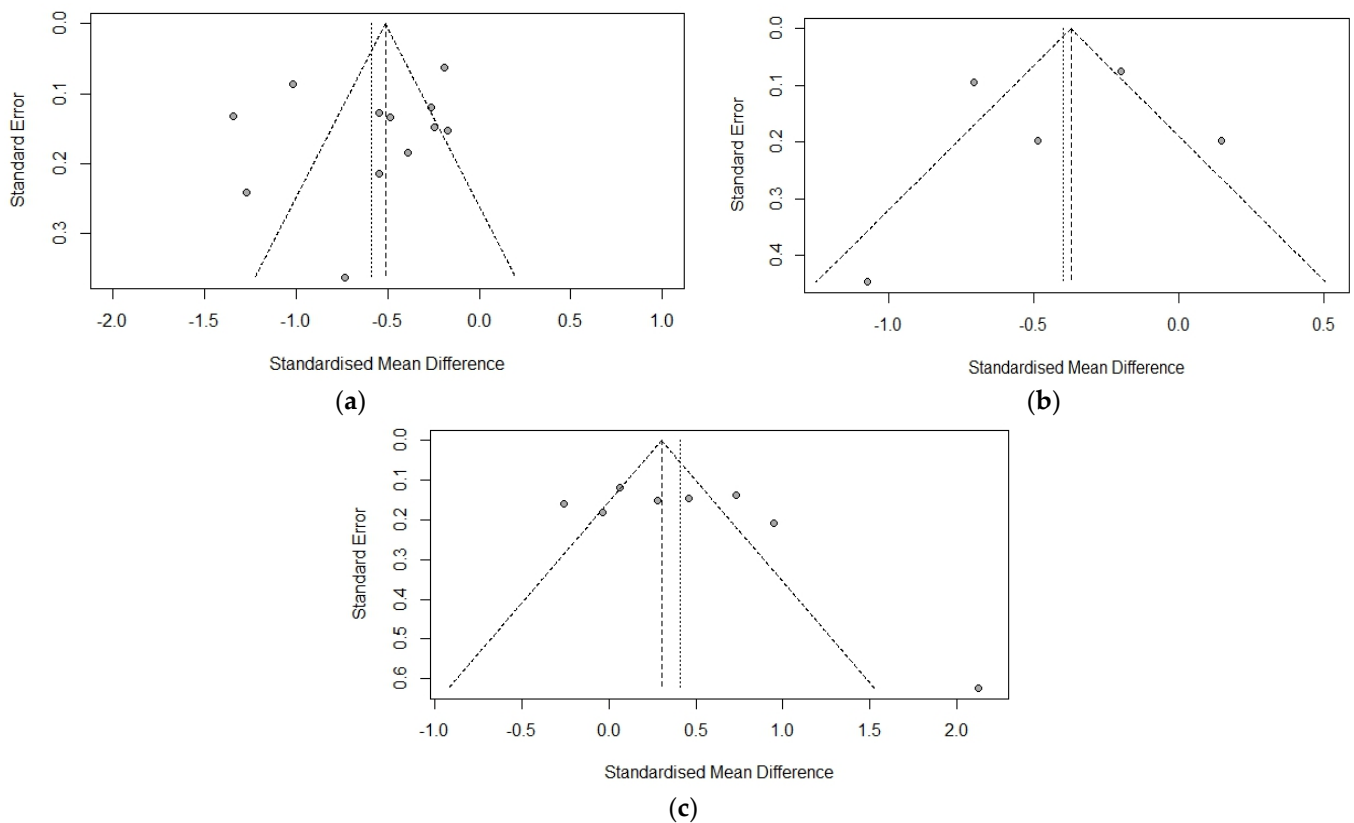 0.0
0.1
0.2
0.3
Standard Error
-2.0 -1.5 -1.0 -0.5 0.0 0.5 1.0
Standardised Mean Difference
(a)
0.0
0.1
0.2
0.3
0.4
Standard Error
-1.0 -0.5 0.0 0.5
Standardised Mean Difference
(b)
0.0
0.1
0.2
0.3
0.4
0.5
0.6
Standard Error
-1.0 -0.5 0.0 0.5 1.0 1.5 2.0
Standardised Mean Difference
(c)